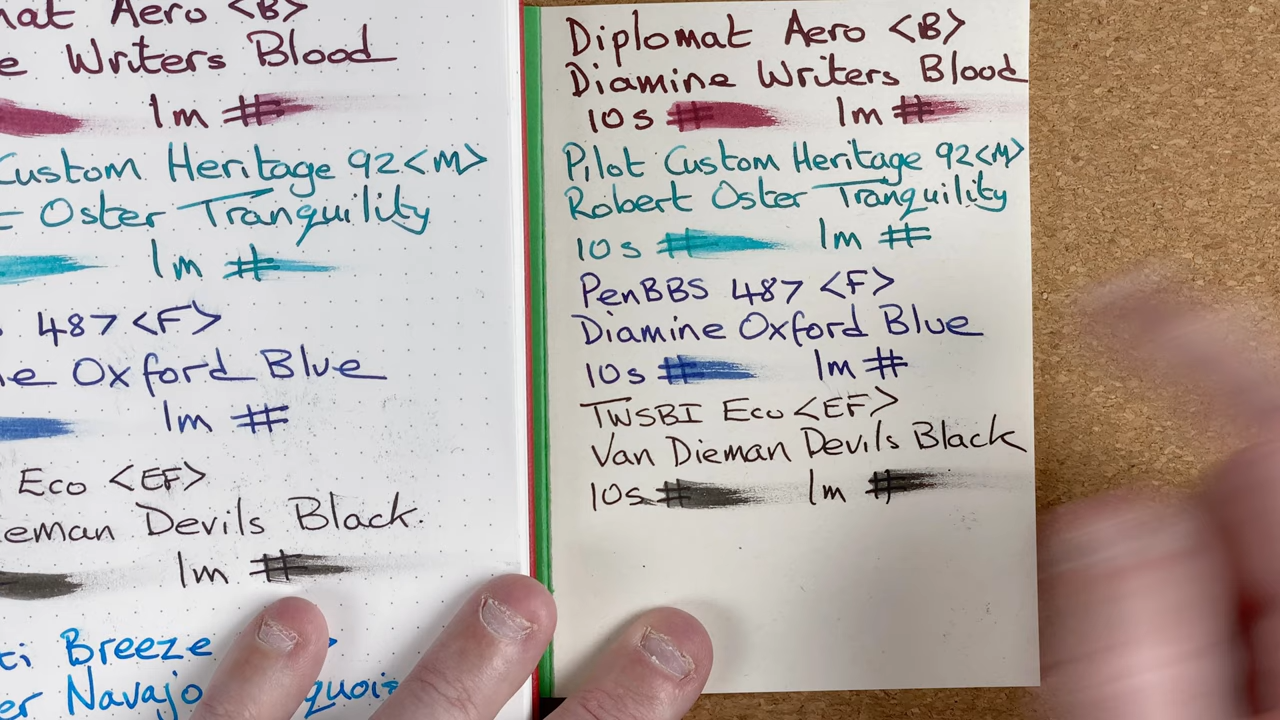 Aero <B>
Writers Blood
1m #
Custom Heritage 92 <M>
Oster Tranquility
1m #
487 <F>
Oxford Blue
1m #
Eco <EF>
Devils Black.
1m #
Breeze
Navajo
Diplomat Aero <B>
Diamine Writers Blood
10s # 1m #
Pilot Custom Heritage 92 <M>
Robert Oster Tranquility
10s # 1m #
PenBBS 487 <F>
Diamine Oxford Blue
10s # 1m #
TWSBI Eco <EF>
Van Dieman Devils Black
10s # 1m #